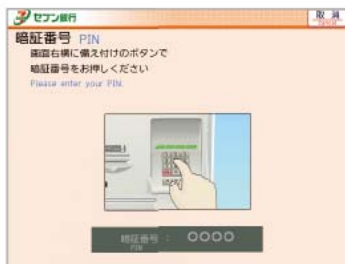 セブン銀行
取消
暗証番号 PIN
画面右横に備え付けのボタンで
暗証番号をお押しください
Please enter your PIN.
暗証番号 : ○○○○
PIN